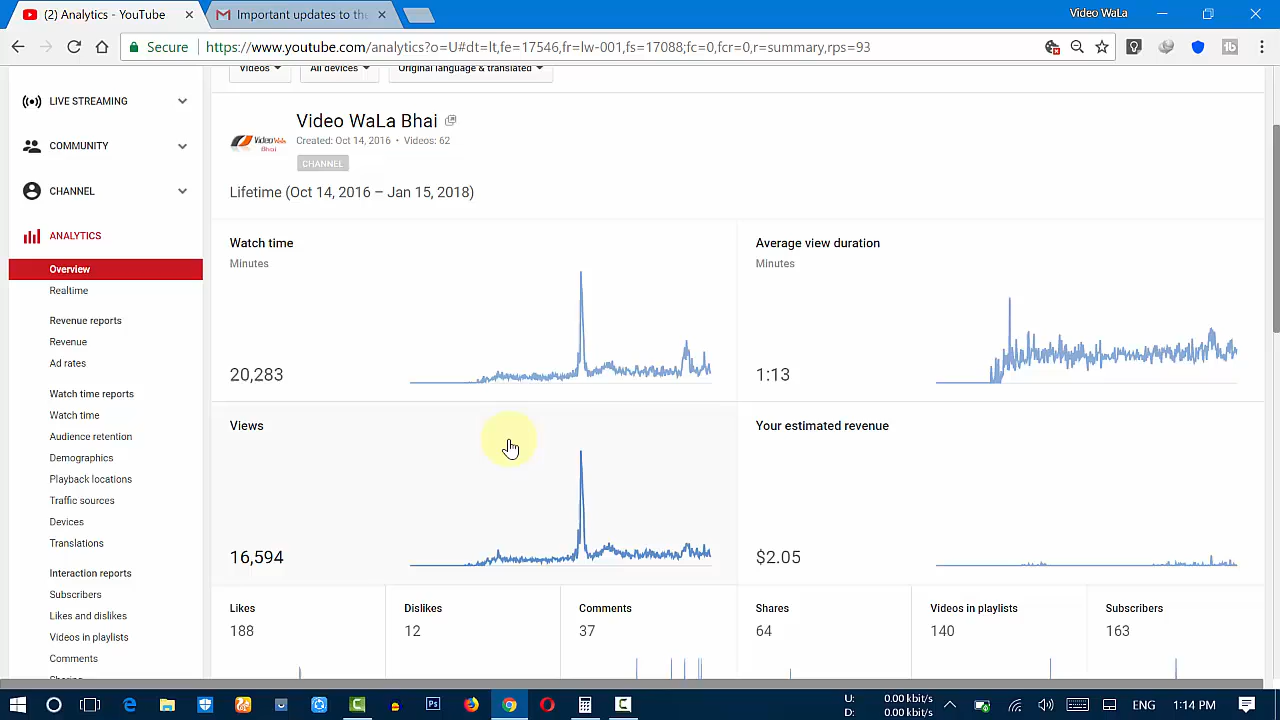 (2) Analytics - YouTube
Important updates to the
Video WaLa
Secure
https://www.youtube.com/analytics?o=U#dt=lt,fe=17546,fr=lw-001,fs=17088;fc=0,fcr=0,r=summary,rps=93
Videos
All devices
Original language & translated
LIVE STREAMING
COMMUNITY
CHANNEL
ANALYTICS
Overview
Realtime
Revenue reports
Revenue
Ad rates
Watch time reports
Watch time
Audience retention
Demographics
Playback locations
Traffic sources
Devices
Translations
Interaction reports
Subscribers
Likes and dislikes
Videos in playlists
Comments
Video WaLa Bhai
Video Wala
Bhai
Created: Oct 14, 2016 • Videos: 62
CHANNEL
Lifetime (Oct 14, 2016 – Jan 15, 2018)
Watch time
Minutes
20,283
Average view duration
Minutes
1:13
Views
16,594
Your estimated revenue
$2.05
Likes
188
Dislikes
12
Comments
37
Shares
64
Videos in playlists
140
Subscribers
163
U: 0.00 kbit/s
D: 0.00 kbit/s
ENG
1:14 PM